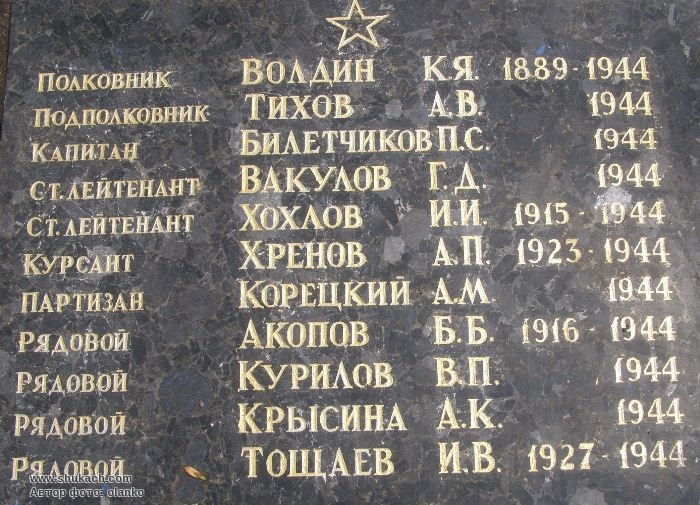 Полковник Волдин К.Я. 1889-1944
Подполковник Тихов А.В. 1944
Капитан Билетчиков П.С. 1944
Ст. лейтенант Вакулов Г.Д. 1944
Ст. лейтенант Хохлов И.И. 1915-1944
Курсант Хренов А.П. 1923-1944
Партизан Корецкий А.М 1944
Рядовой Акопов Б.Б. 1916-1944
Рядовой Курилов В.П. 1944
Рядовой Крысина А.К. 1944
Рядовой Тощаев И.В. 1927-1944
www.shukach.com
Автор фото: olanko